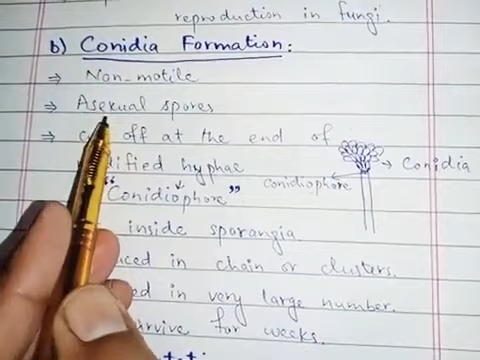 reproduction in fungi.
b) Conidia Formation:
⇒ Non-motile
⇒ Asexual spores
⇒ off at the end of
hyphae
→ Conidia
conidiophore
"Conidiophore"
inside sporangia
in chain or clusters.
in very large number.
for weeks.